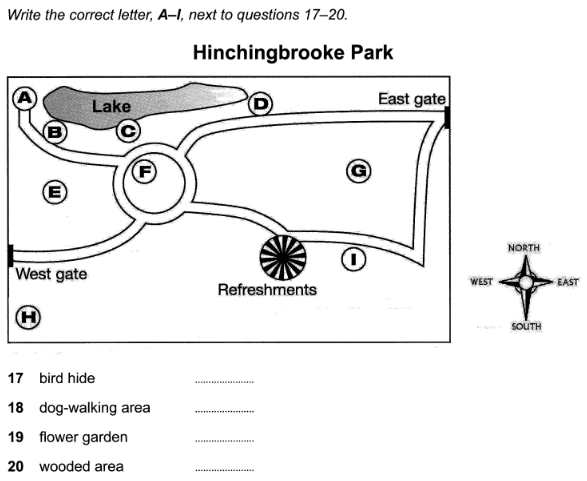 Write the correct letter, A–I, next to questions 17–20.
Hinchingbrooke Park
A
Lake
D
East gate
B
C
F
G
E
West gate
I
Refreshments
H
NORTH
WEST
EAST
SOUTH
17 bird hide ......................
18 dog-walking area ......................
19 flower garden ......................
20 wooded area ......................